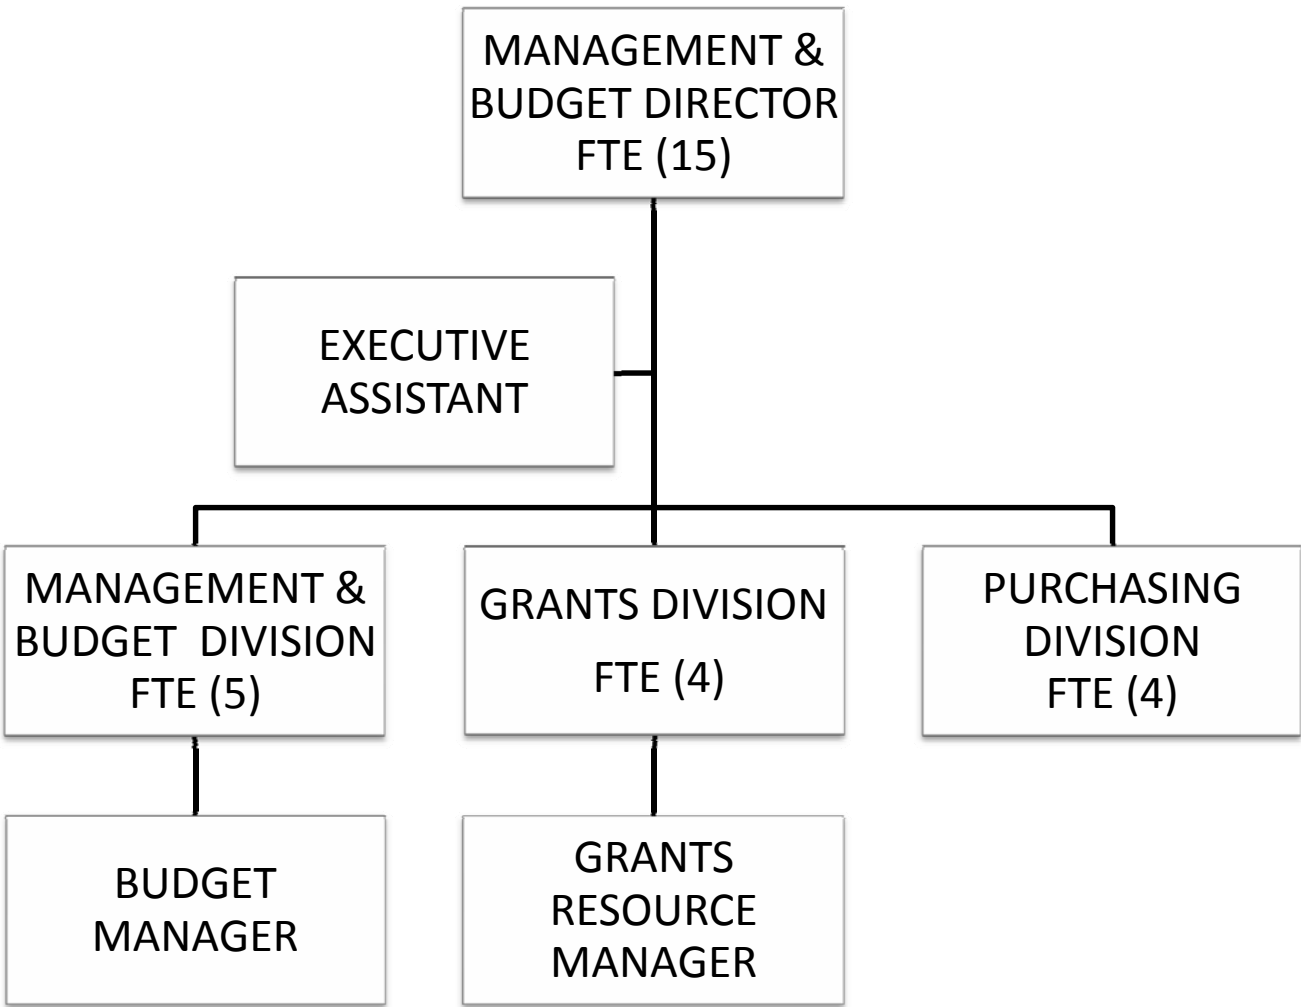 MANAGEMENT &
BUDGET DIRECTOR
FTE (15)
EXECUTIVE
ASSISTANT
MANAGEMENT &
BUDGET  DIVISION
FTE (5)
GRANTS DIVISION
FTE (4)
PURCHASING
DIVISION
FTE (4)
BUDGET
MANAGER
GRANTS
RESOURCE
MANAGER